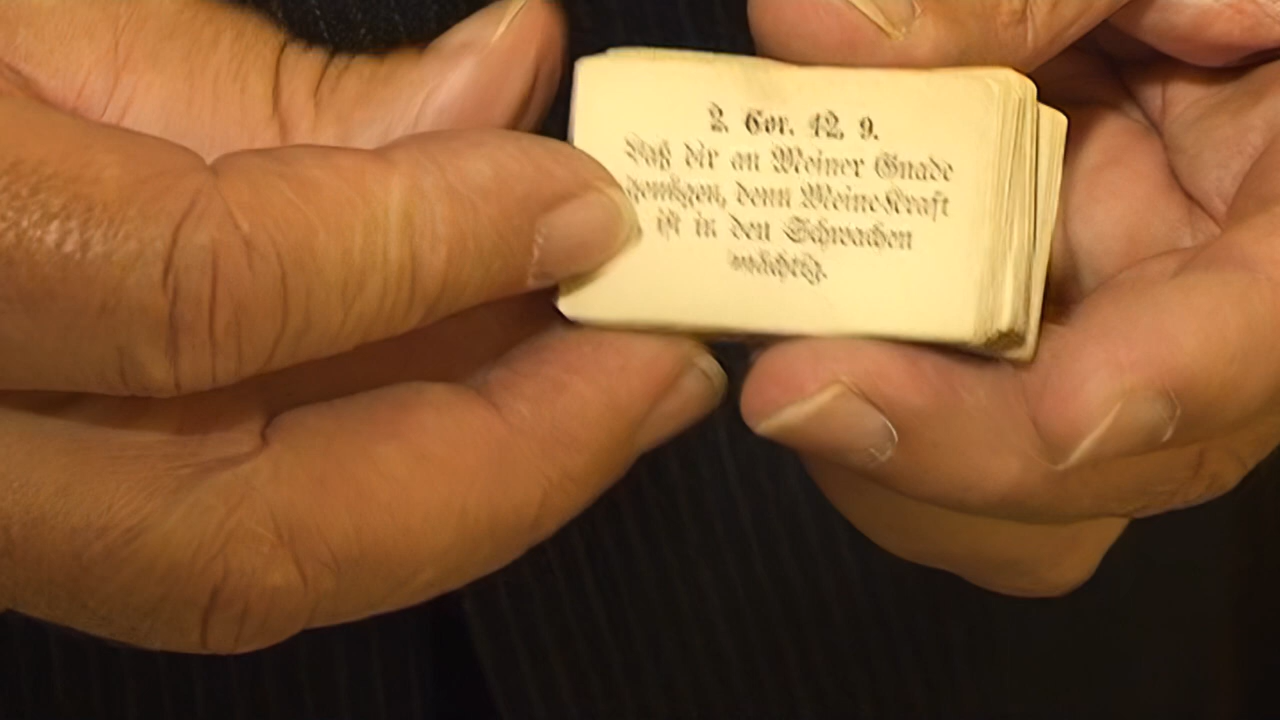 2. Cor. 12, 9.
Laß dir an Meiner Gnade
genügen, denn Meine Kraft
ist in den Schwachen
mächtig.